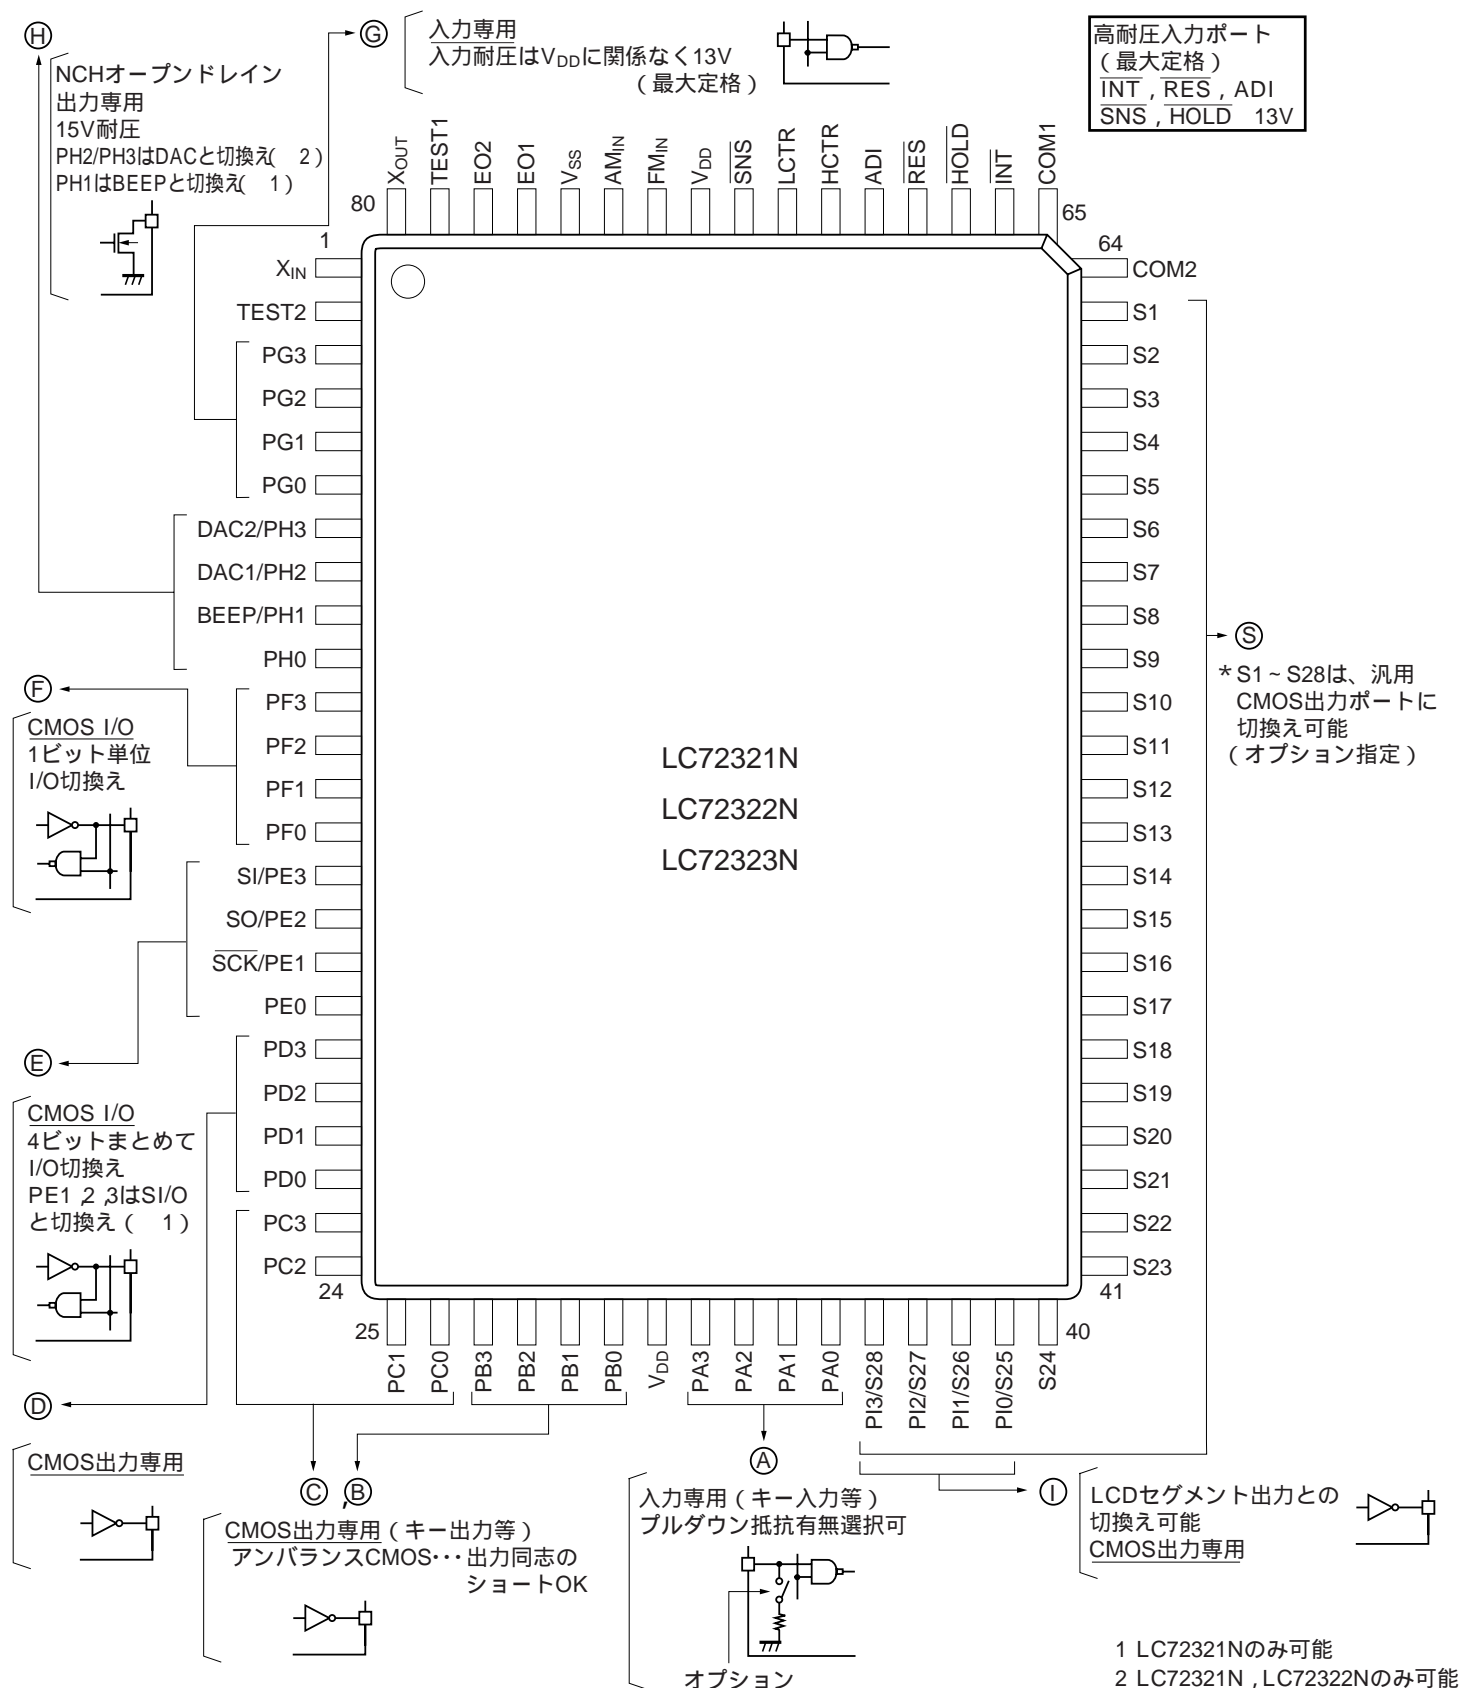 Ⓗ
NCHオープンドレイン
出力専用
15V耐圧
PH2/PH3はDACと切換え(　2)
PH1はBEEPと切換え(　1)
Ⓖ
入力専用
入力耐圧はVDDに関係なく13V
(最大定格)
高耐圧入力ポート
(最大定格)
INT , RES , ADI
SNS , HOLD 13V
80
XOUT
TEST1
EO2
EO1
VSS
AMIN
FMIN
VDD
SNS
LCTR
HCTR
ADI
RES
HOLD
INT
COM1
65
1
XIN
TEST2
PG3
PG2
PG1
PG0
DAC2/PH3
DAC1/PH2
BEEP/PH1
PH0
PF3
PF2
PF1
PF0
SI/PE3
SO/PE2
SCK/PE1
PE0
PD3
PD2
PD1
PD0
PC3
PC2
24
Ⓕ
CMOS I/O
1ビット単位
I/O切換え
Ⓔ
CMOS I/O
4ビットまとめて
I/O切換え
PE1 ,2 ,3はSI/O
と切換え(　1)
Ⓓ
CMOS出力専用
LC72321N
LC72322N
LC72323N
64
COM2
S1
S2
S3
S4
S5
S6
S7
S8
S9
S10
S11
S12
S13
S14
S15
S16
S17
S18
S19
S20
S21
S22
S23
41
Ⓢ
*S1~S28は、汎用
CMOS出力ポートに
切換え可能
(オプション指定)
25
PC1
PC0
PB3
PB2
PB1
PB0
VDD
PA3
PA2
PA1
PA0
PI3/S28
PI2/S27
PI1/S26
PI0/S25
S24
40
Ⓒ,Ⓑ
CMOS出力専用(キー出力等)
アンバランスCMOS･･･出力同志の
ショートOK
Ⓐ
入力専用(キー入力等)
プルダウン抵抗有無選択可
オプション
Ⓘ
LCDセグメント出力との
切換え可能
CMOS出力専用
1 LC72321Nのみ可能
2 LC72321N ,LC72322Nのみ可能